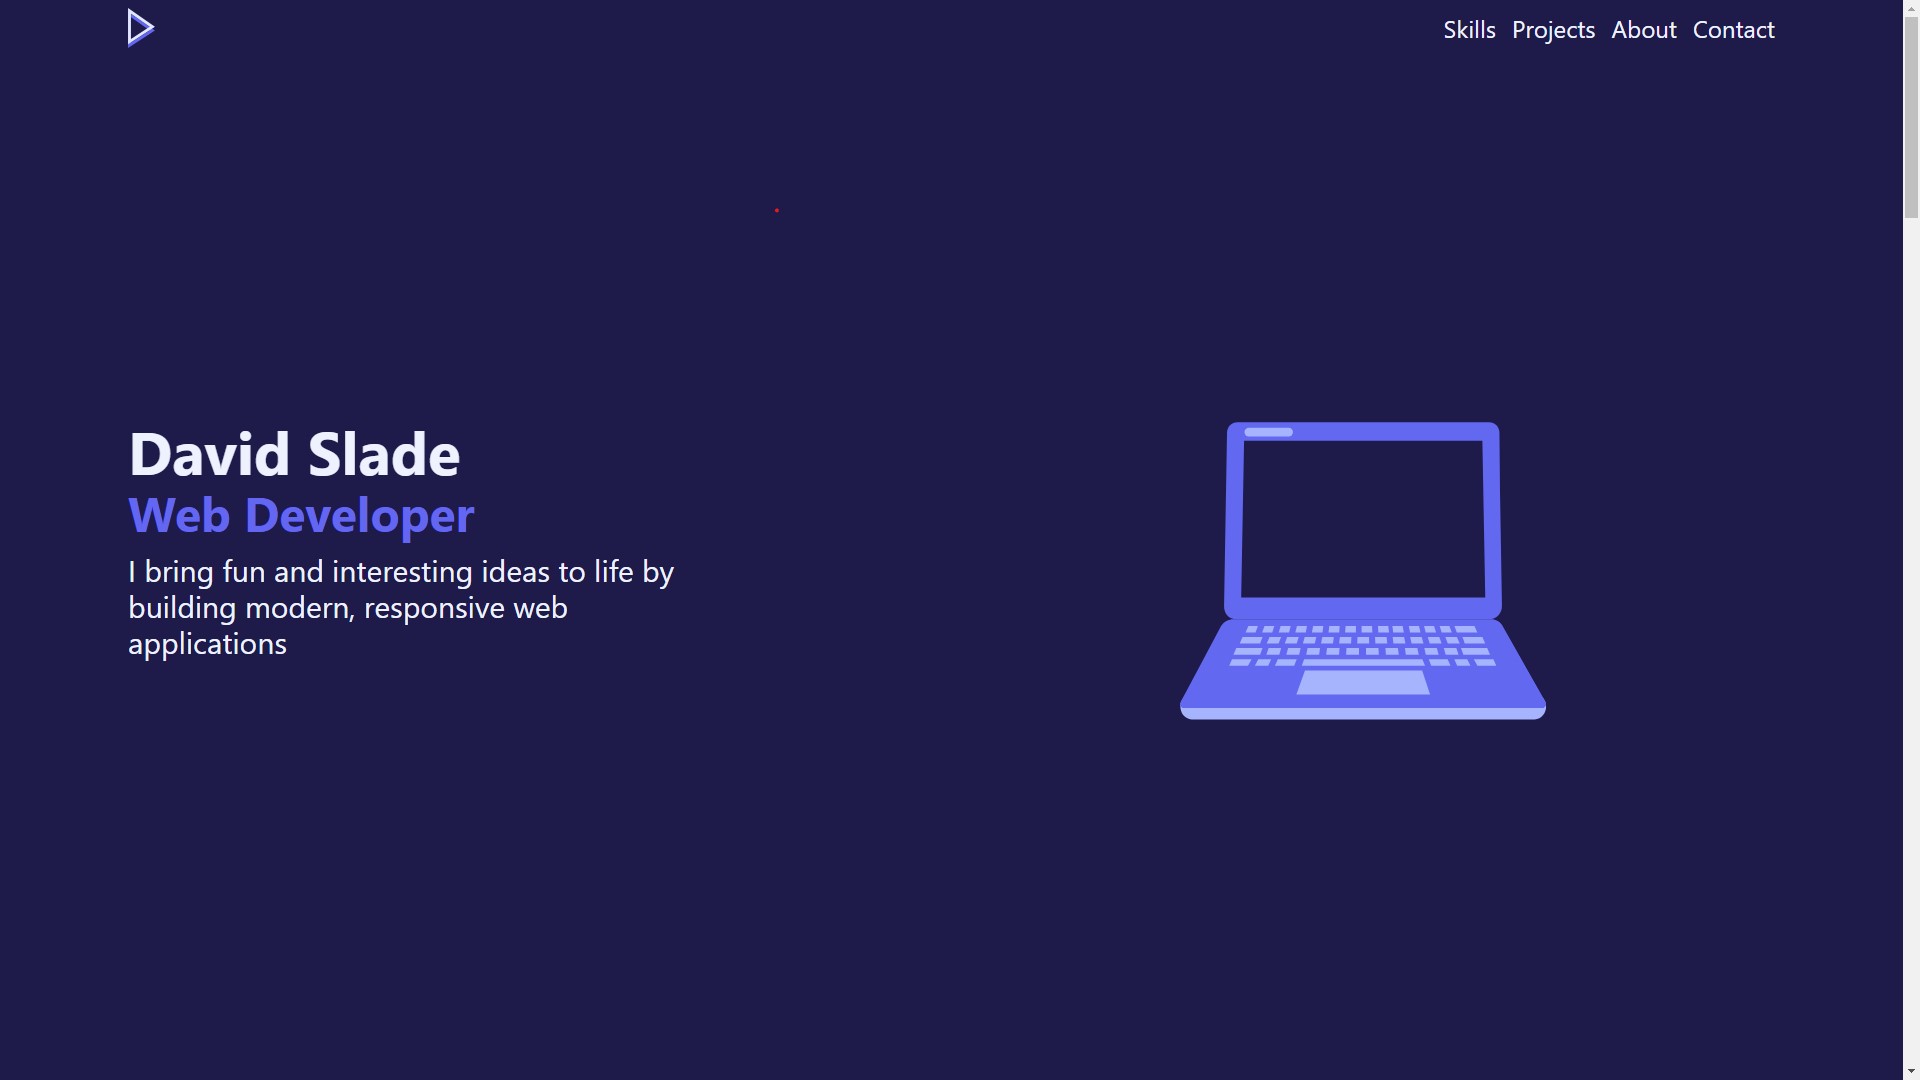 Skills Projects About Contact
David Slade
Web Developer
I bring fun and interesting ideas to life by
building modern, responsive web
applications